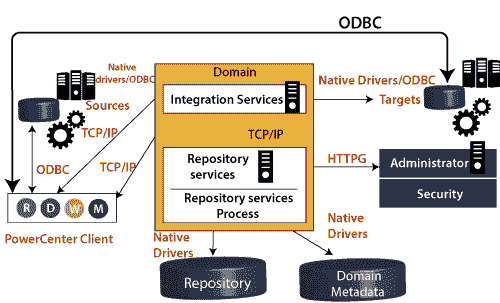 ODBC
Native
drivers/ODBC
Domain
Native Drivers/ODBC
Integration Services
Sources
Targets
TCP/IP
TCP/IP
ODBC
TCP/IP
Repository
services
HTTPG
Administrator
Repository services
Process
Security
R D W M
PowerCenter Client
Native
Drivers
Native
Drivers
Repository
Domain
Metadata